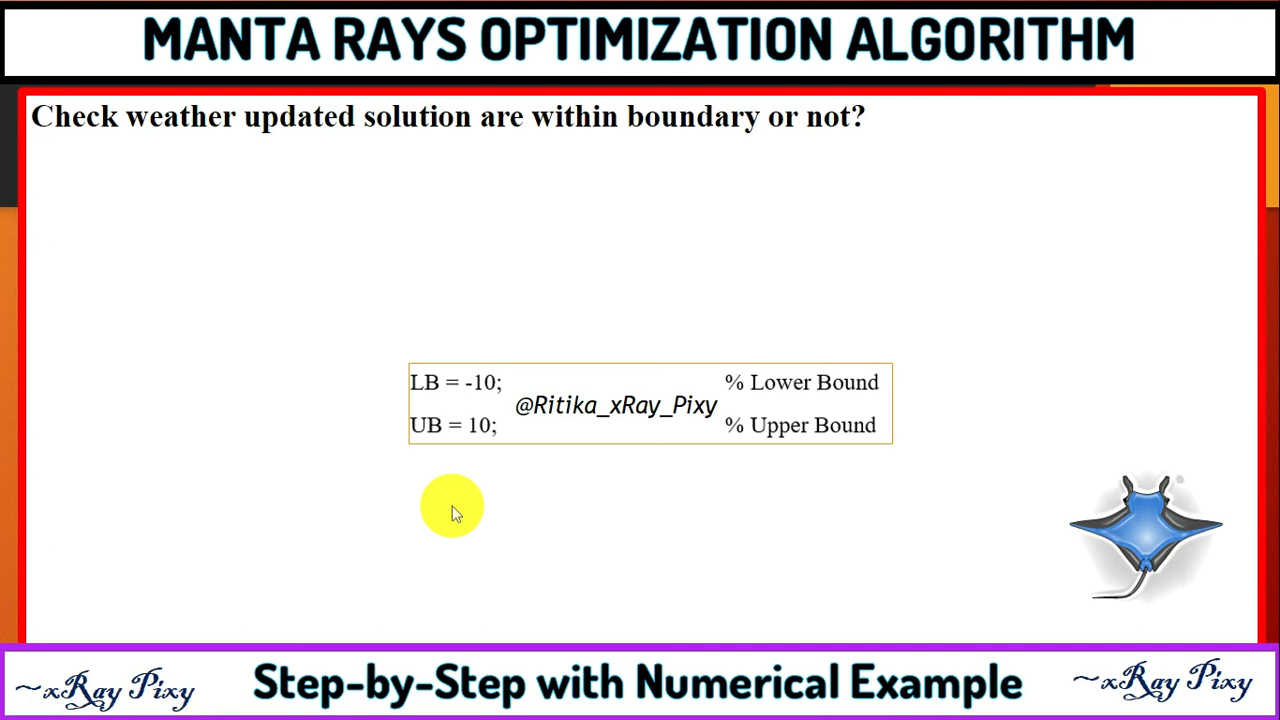 MANTA RAYS OPTIMIZATION ALGORITHM
Check weather updated solution are within boundary or not?
LB = -10; % Lower Bound
@Ritika_xRay_Pixy
UB = 10; % Upper Bound
~xRay Pixy
Step-by-Step with Numerical Example
~xRay Pixy